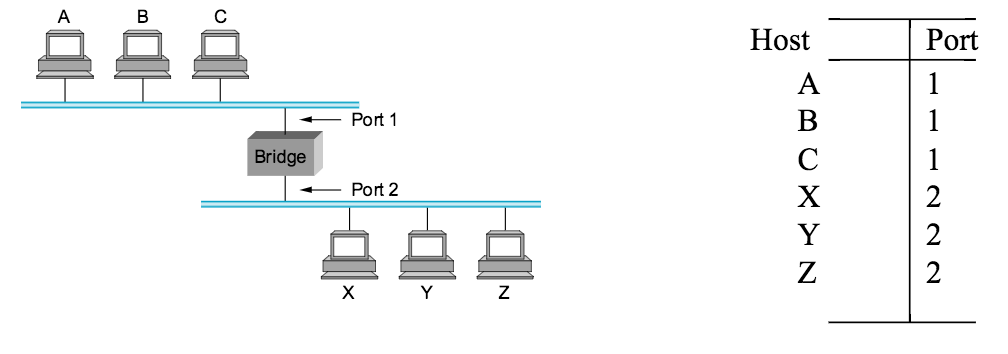 A B C
Port 1
Bridge
Port 2
X Y Z
Host Port
A 1
B 1
C 1
X 2
Y 2
Z 2